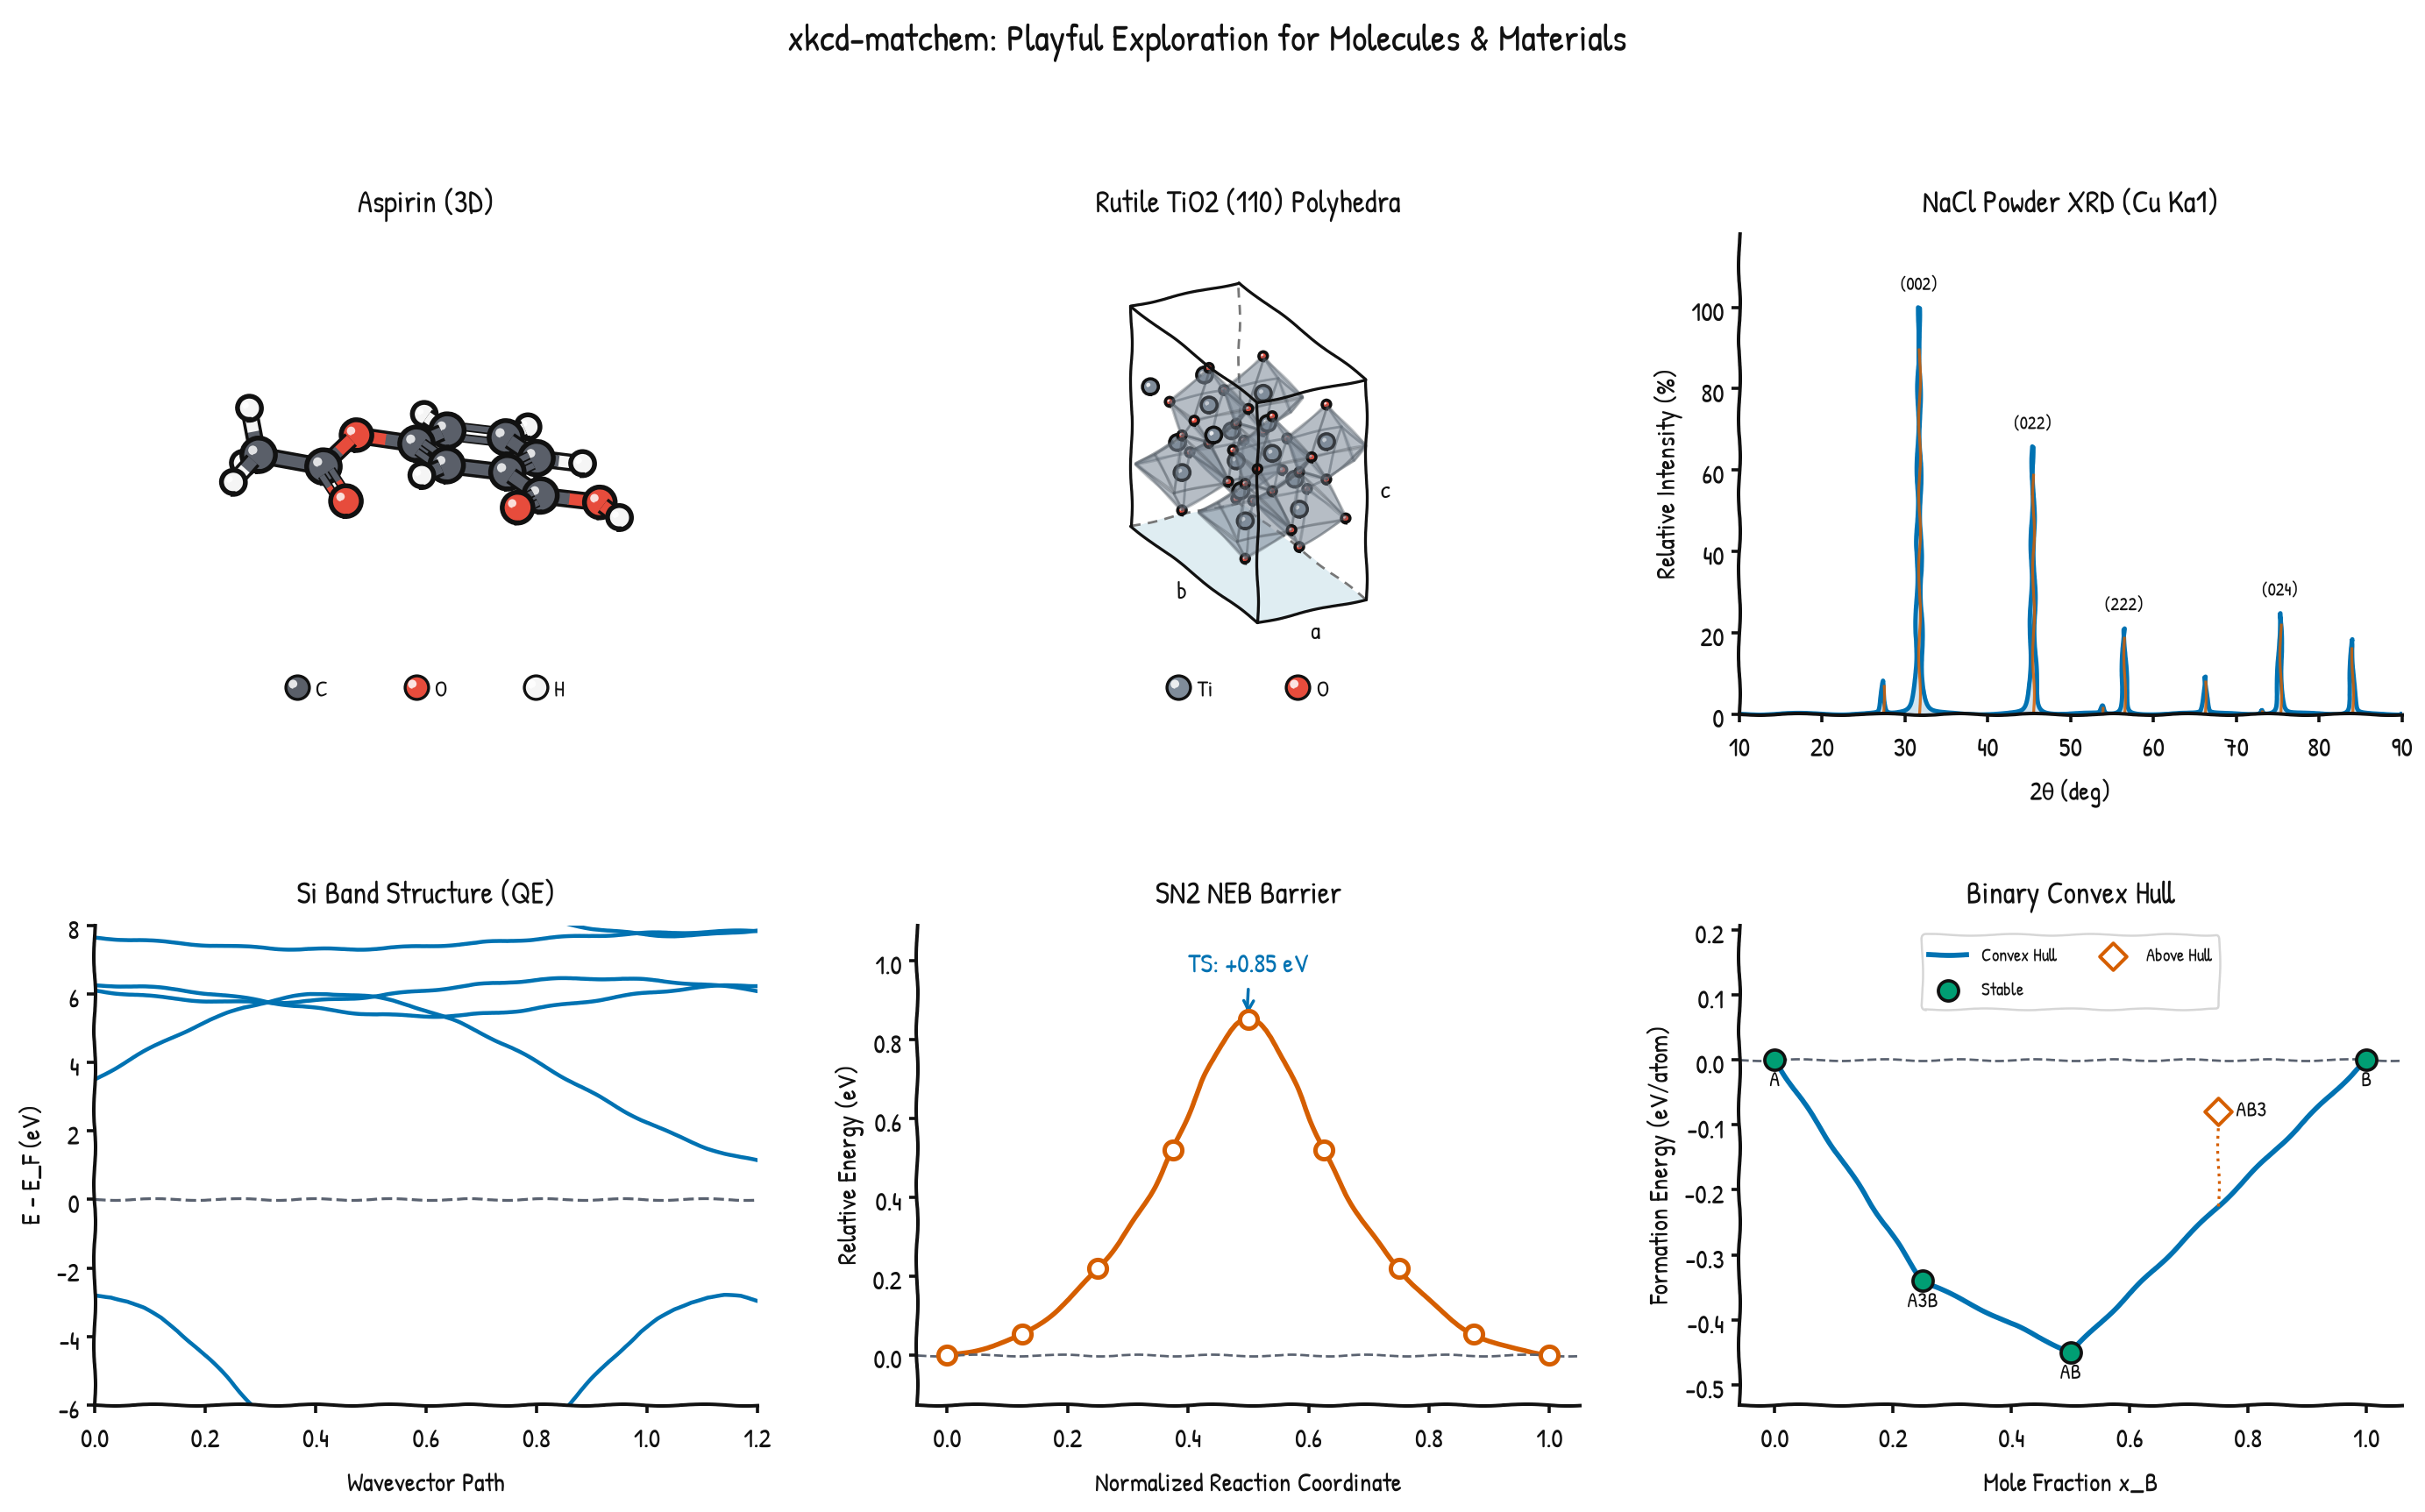 xkcd-matchem: Playful Exploration for Molecules & Materials
Aspirin (3D)
C
O
H
Rutile TiO2 (110) Polyhedra
c
b
a
Ti
O
NaCl Powder XRD (Cu Ka1)
Relative Intensity (%)
100
80
60
40
20
0
(002)
(022)
(222)
(024)
10 20 30 40 50 60 70 80 90
2θ (deg)
Si Band Structure (QE)
E - E_F (eV)
8
6
4
2
0
-2
-4
-6
0.0 0.2 0.4 0.6 0.8 1.0 1.2
Wavevector Path
SN2 NEB Barrier
Relative Energy (eV)
1.0
0.8
0.6
0.4
0.2
0.0
TS: +0.85 eV
0.0 0.2 0.4 0.6 0.8 1.0
Normalized Reaction Coordinate
Binary Convex Hull
Formation Energy (eV/atom)
0.2
0.1
0.0
-0.1
-0.2
-0.3
-0.4
-0.5
Convex Hull
Above Hull
Stable
A
B
AB3
A3B
AB
0.0 0.2 0.4 0.6 0.8 1.0
Mole Fraction x_B